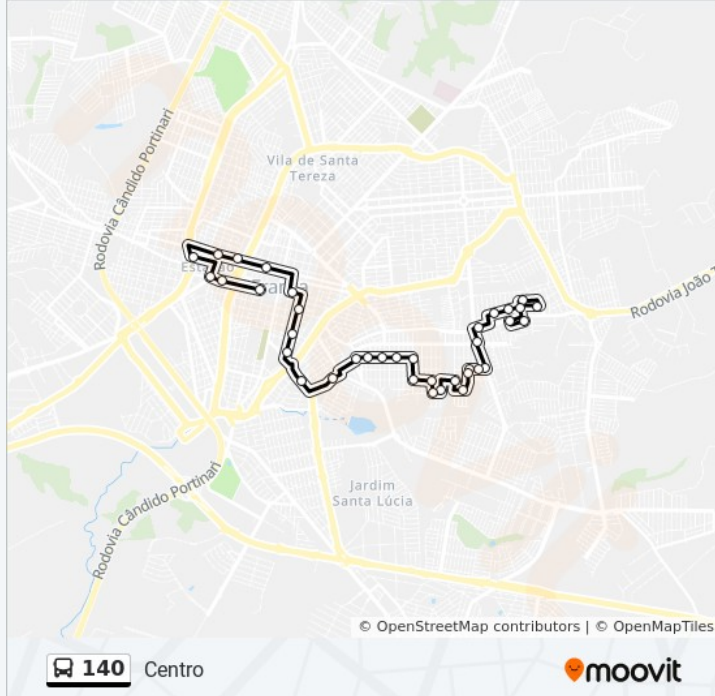 Rodovia Cândido Portinari
Vila de Santa
Tereza
Franca
Rodovia João
Jardim
Santa Lúcia
Rodovia Cândido Portinari
© OpenStreetMap contributors | © OpenMapTiles
140 Centro
moovit